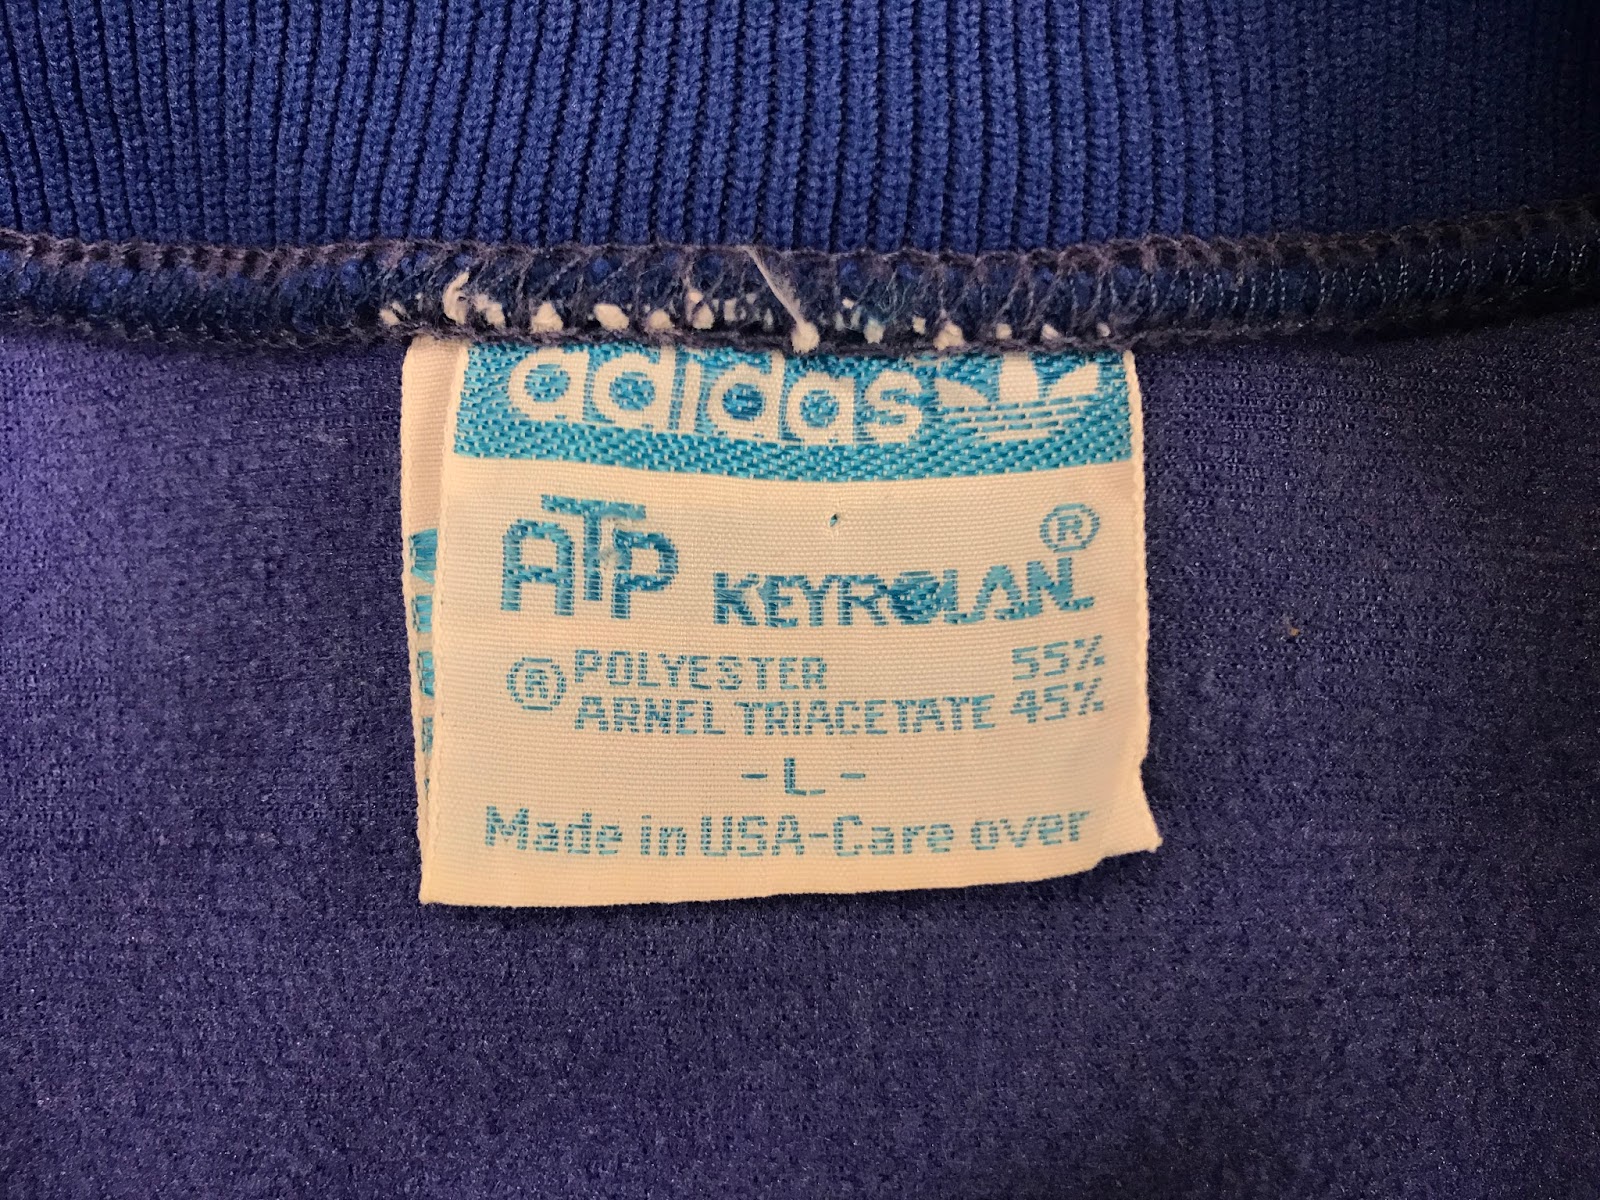 adidas
ATP KEYROLAN ®
® POLYESTER 55%
ARNEL TRIACETATE 45%
- L -
Made in USA-Care over